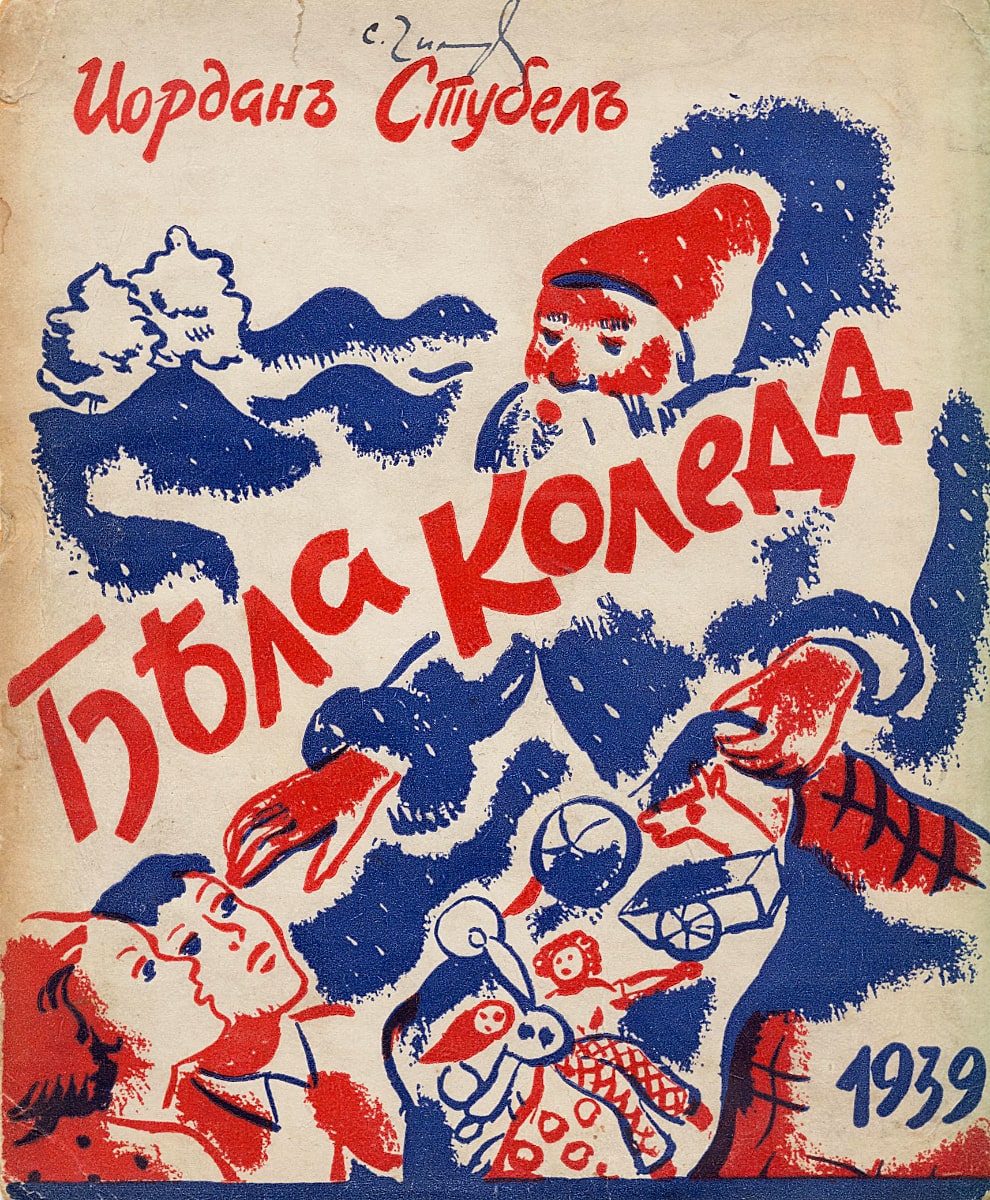 Иорданъ Стубелъ
Бѣла Коледа
1939